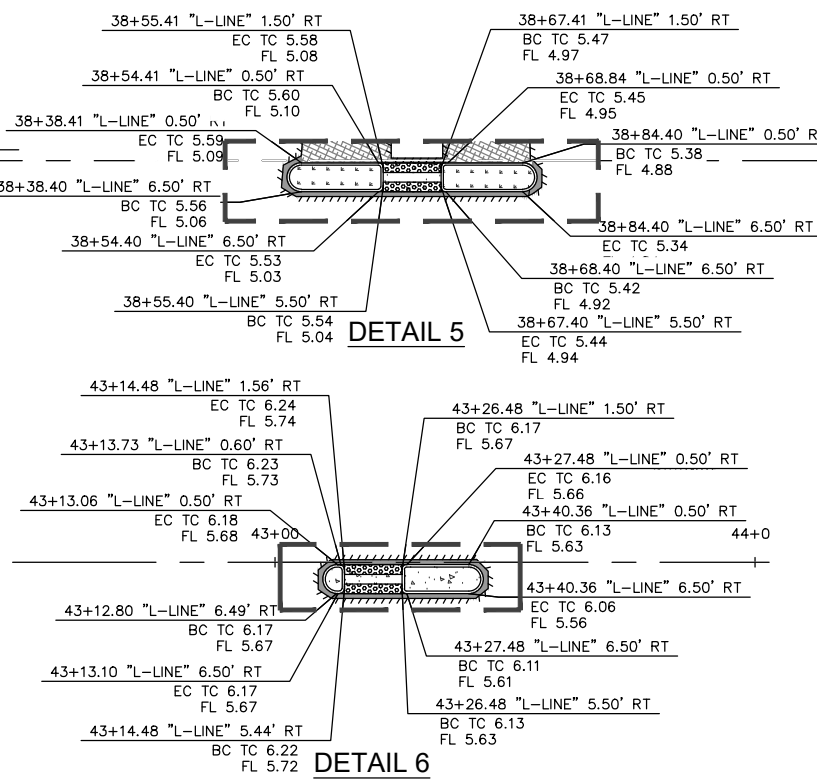 38+55.41 "L-LINE" 1.50' RT
EC TC 5.58
FL 5.08
38+67.41 "L-LINE" 1.50' RT
BC TC 5.47
FL 4.97
38+54.41 "L-LINE" 0.50' RT
BC TC 5.60
FL 5.10
38+68.84 "L-LINE" 0.50' RT
EC TC 5.45
FL 4.95
38+38.41 "L-LINE" 0.50'
EC TC 5.59
FL 5.09
38+84.40 "L-LINE" 0.50'
BC TC 5.38
FL 4.88
38+38.40 "L-LINE" 6.50' RT
BC TC 5.56
FL 5.06
38+84.40 "L-LINE" 6.50' RT
EC TC 5.34
38+54.40 "L-LINE" 6.50' RT
EC TC 5.53
FL 5.03
38+68.40 "L-LINE" 6.50' RT
BC TC 5.42
FL 4.92
38+55.40 "L-LINE" 5.50' RT
BC TC 5.54
FL 5.04
38+67.40 "L-LINE" 5.50' RT
EC TC 5.44
FL 4.94
DETAIL 5
43+14.48 "L-LINE" 1.56' RT
EC TC 6.24
FL 5.74
43+26.48 "L-LINE" 1.50' RT
BC TC 6.17
FL 5.67
43+13.73 "L-LINE" 0.60' RT
BC TC 6.23
FL 5.73
43+27.48 "L-LINE" 0.50' RT
EC TC 6.16
FL 5.66
43+13.06 "L-LINE" 0.50' RT
EC TC 6.18
FL 5.68
43+40.36 "L-LINE" 0.50' RT
BC TC 6.13
FL 5.63
43+00
44+0
43+12.80 "L-LINE" 6.49' RT
BC TC 6.17
FL 5.67
43+40.36 "L-LINE" 6.50' RT
EC TC 6.06
FL 5.56
43+13.10 "L-LINE" 6.50' RT
EC TC 6.17
FL 5.67
43+27.48 "L-LINE" 6.50' RT
BC TC 6.11
FL 5.61
43+14.48 "L-LINE" 5.44' RT
BC TC 6.22
FL 5.72
43+26.48 "L-LINE" 5.50' RT
BC TC 6.13
FL 5.63
DETAIL 6